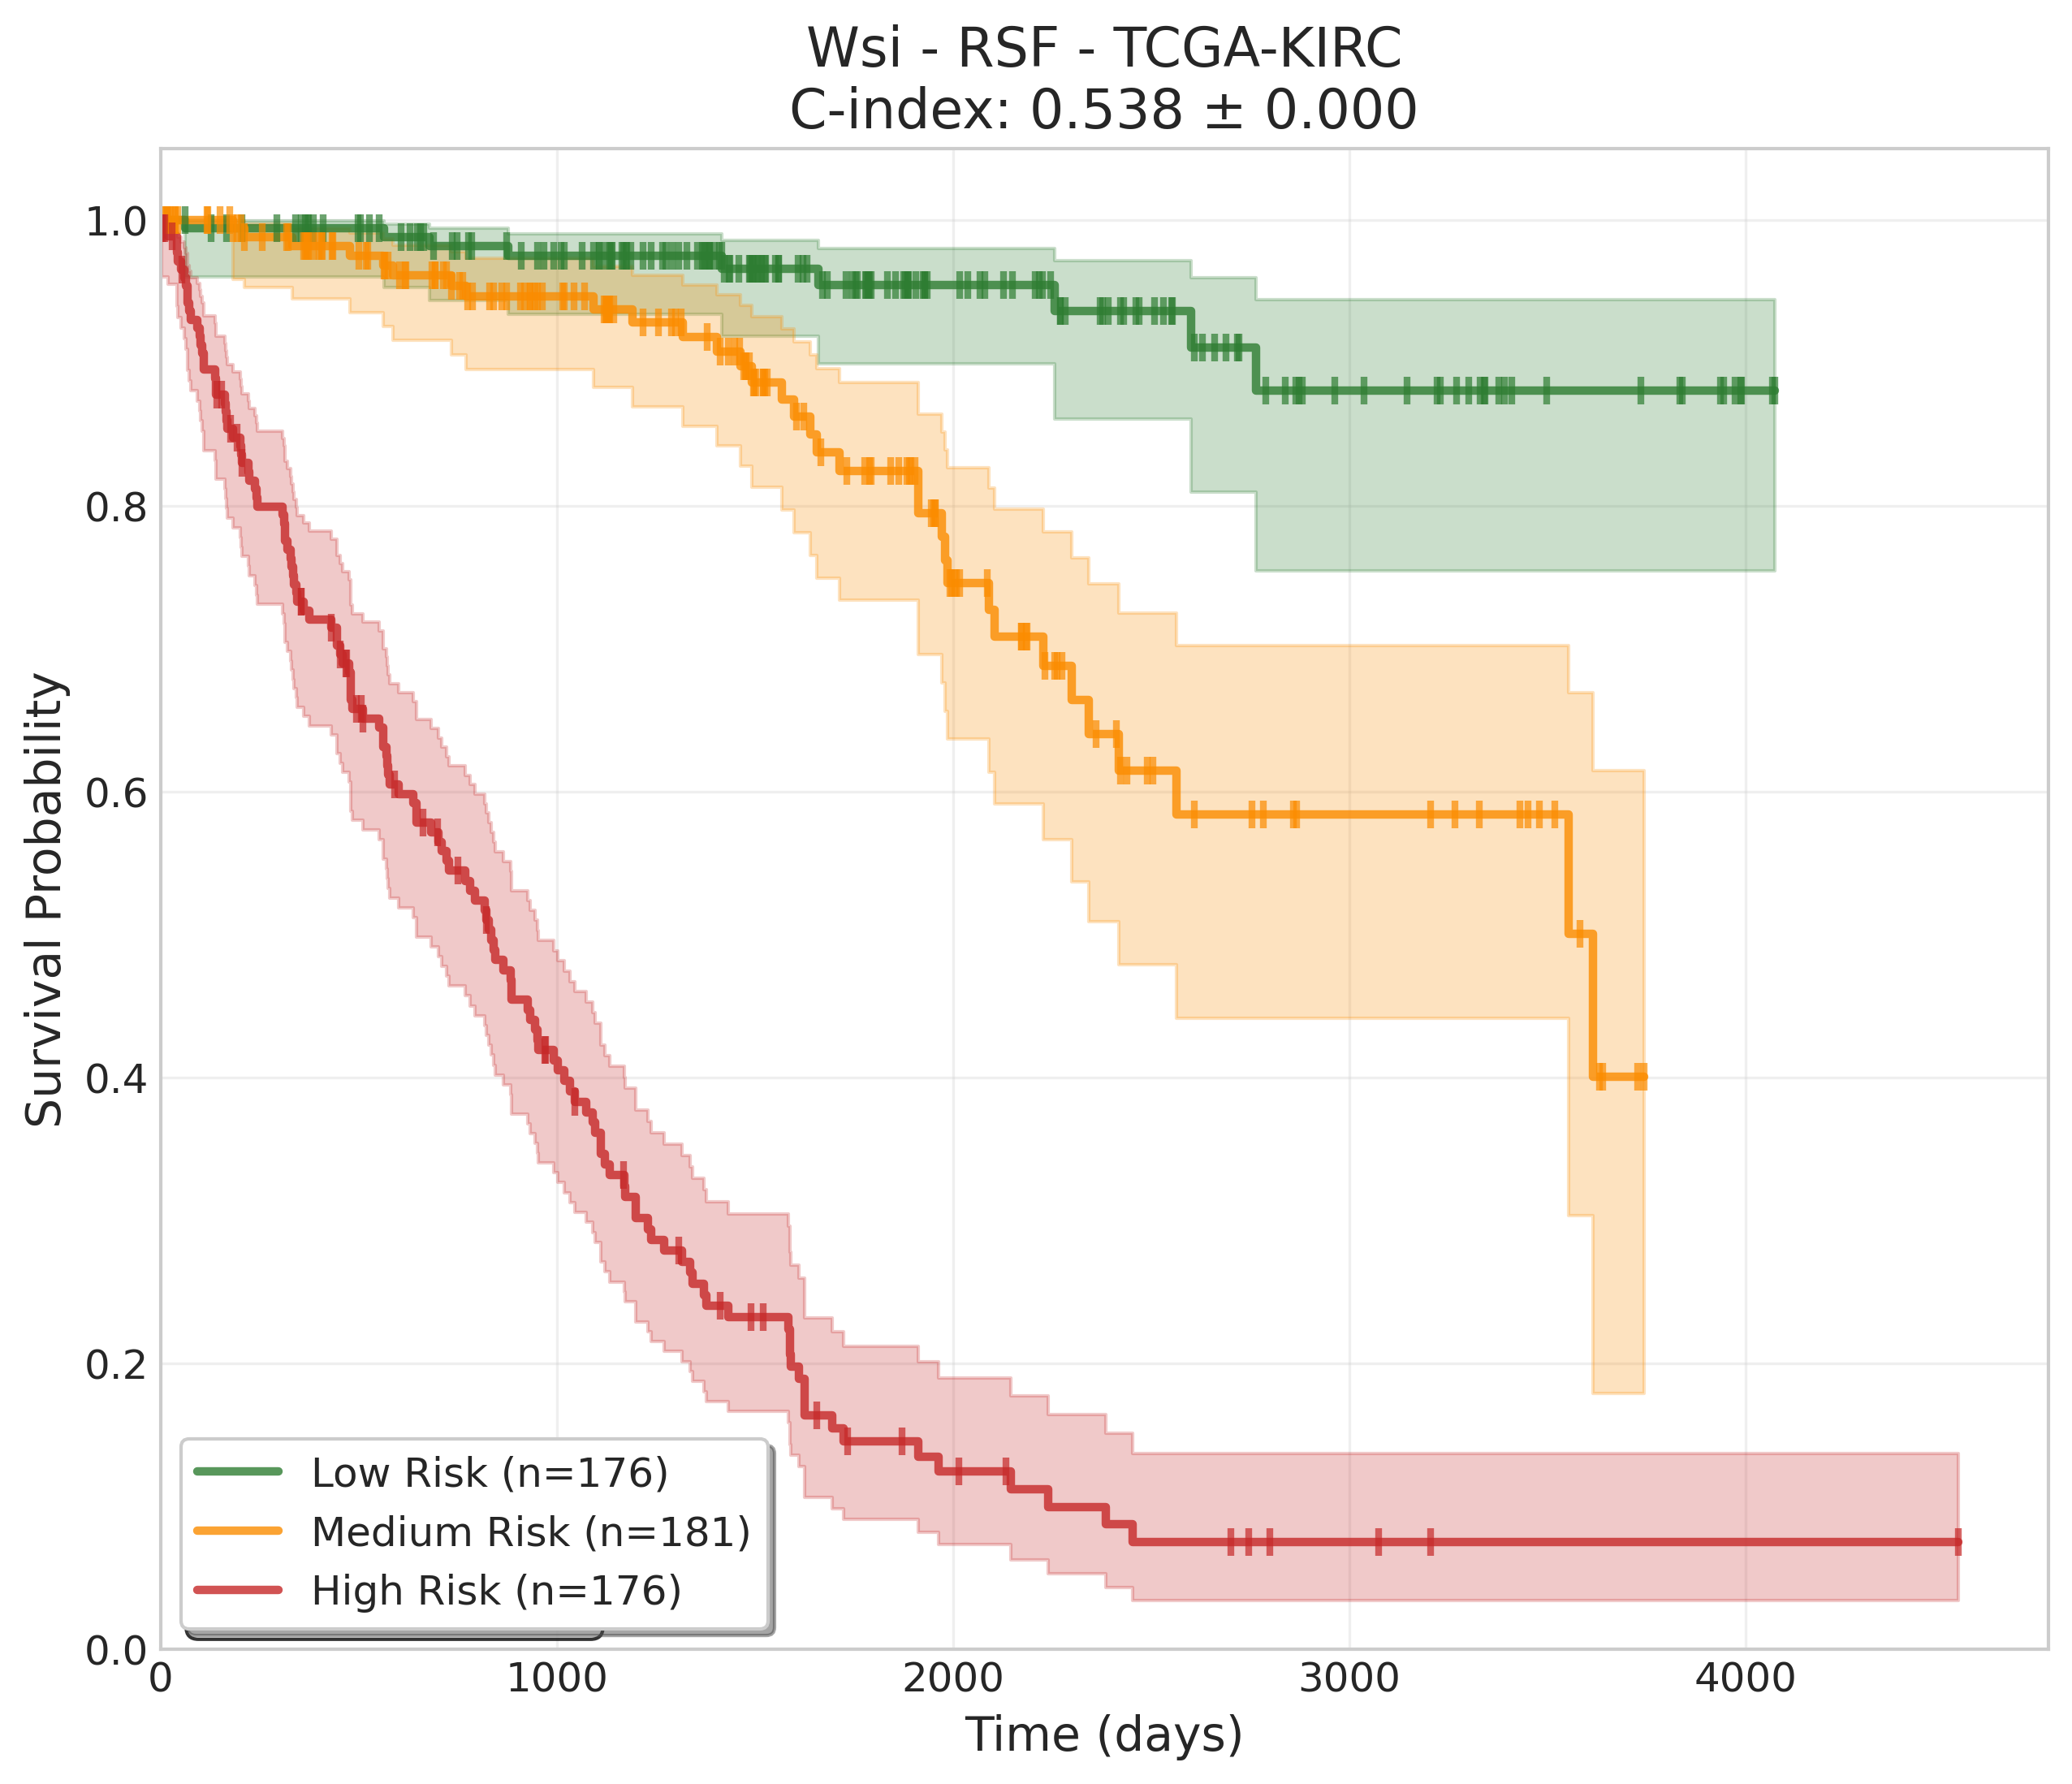 Wsi - RSF - TCGA-KIRC
C-index: 0.538 ± 0.000
Survival Probability
1.0
0.8
0.6
0.4
0.2
0.0
Low Risk (n=176)
Medium Risk (n=181)
High Risk (n=176)
0
1000
2000
3000
4000
Time (days)